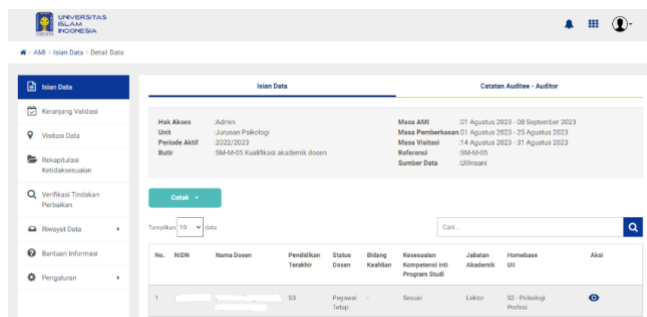 UNIVERSITAS
ISLAM
INDONESIA
AMI Isian Data Detail Data
Isian Data
Keranjang Validasi
Visitasi Data
Rekapitulasi
Ketidaksesuaian
Verifikasi Tindakan
Perbaikan
Riwayat Data
Bantuan Informasi
Pengaturan
Isian Data
Catatan Auditee - Auditor
Hak Akses :Admin
Unit :Jurusan Psikologi
Periode Aktif :2022/2023
Butir :SM-M-05 Kualifikasi akademik dosen
Masa AMI :01 Agustus 2023 - 08 September 2023
Masa Pemberkasan:01 Agustus 2023 - 25 Agustus 2023
Masa Visitasi :14 Agustus 2023 - 31 Agustus 2023
Referensi :SM-M-05
Sumber Data :UIInsani
Cetak
Tampilkan 10 data
Cari...
No. NIDN Nama Dosen Pendidikan Terakhir Status Dosen Bidang Keahlian Kesesuaian Kompetensi Inti Program Studi Jabatan Akademik Homebase UII Aksi
1 S3 Pegawai Tetap - Sesuai Lektor S2 - Psikologi Profesi